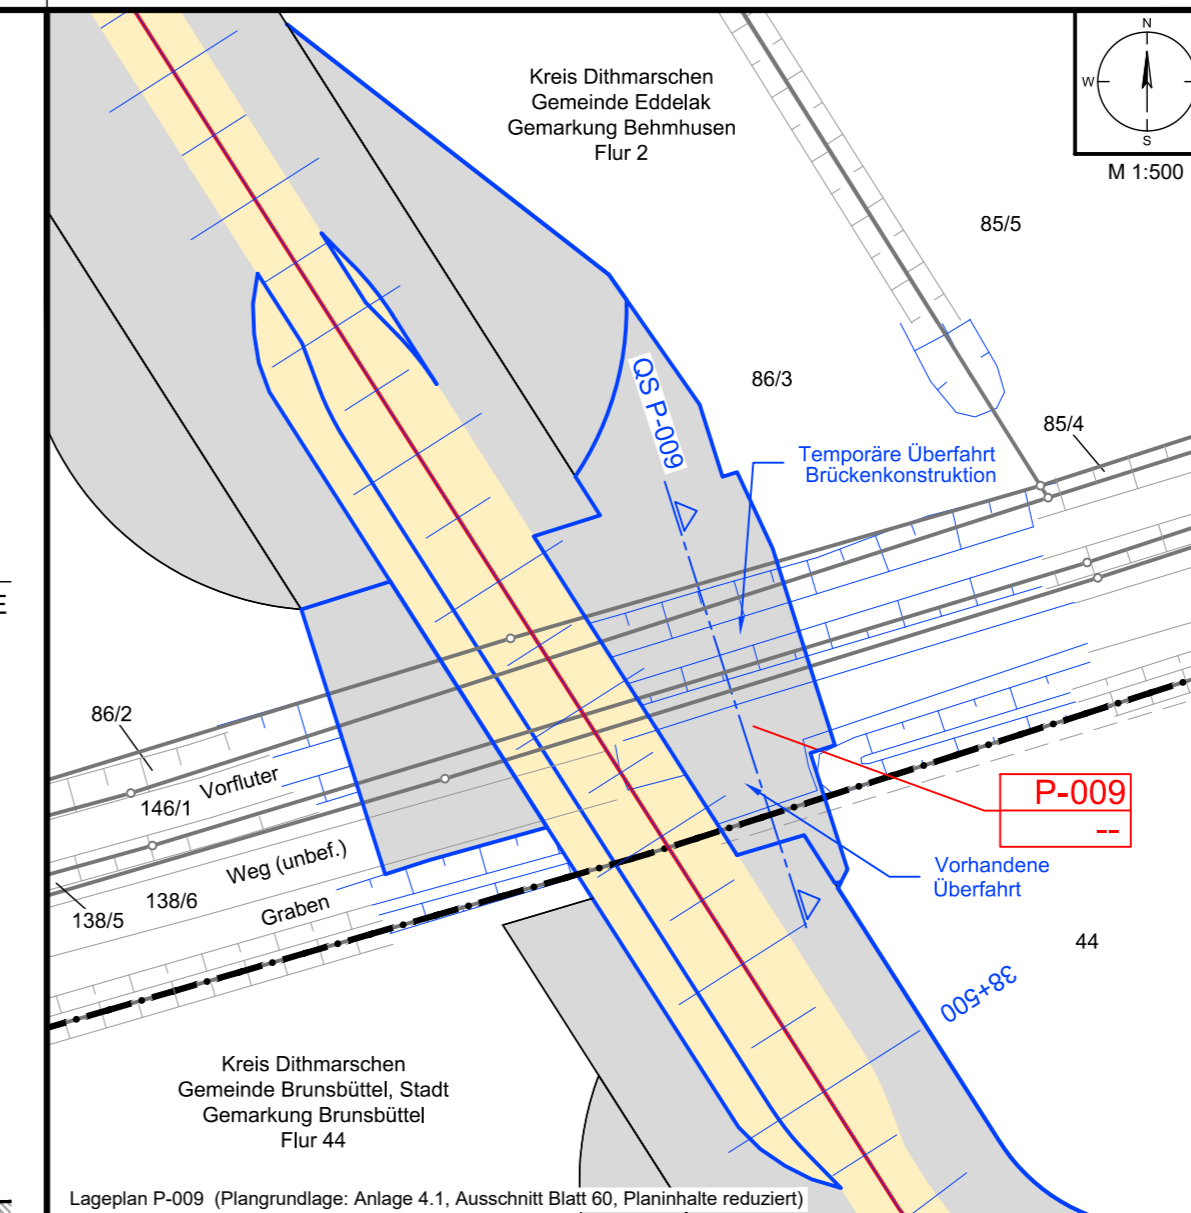 Kreis Dithmarschen
Gemeinde Eddelak
Gemarkung Behmhusen
Flur 2
N
W
S
M 1:500
85/5
86/3
85/4
QS P-009
Temporäre Überfahrt
Brückenkonstruktion
E
86/2
146/1
Vorfluter
Weg (unbef.)
138/5
138/6
Graben
P-009
--
Vorhandene
Überfahrt
44
38+500
Kreis Dithmarschen
Gemeinde Brunsbüttel, Stadt
Gemarkung Brunsbüttel
Flur 44
Lageplan P-009 (Plangrundlage: Anlage 4.1, Ausschnitt Blatt 60, Planinhalte reduziert)